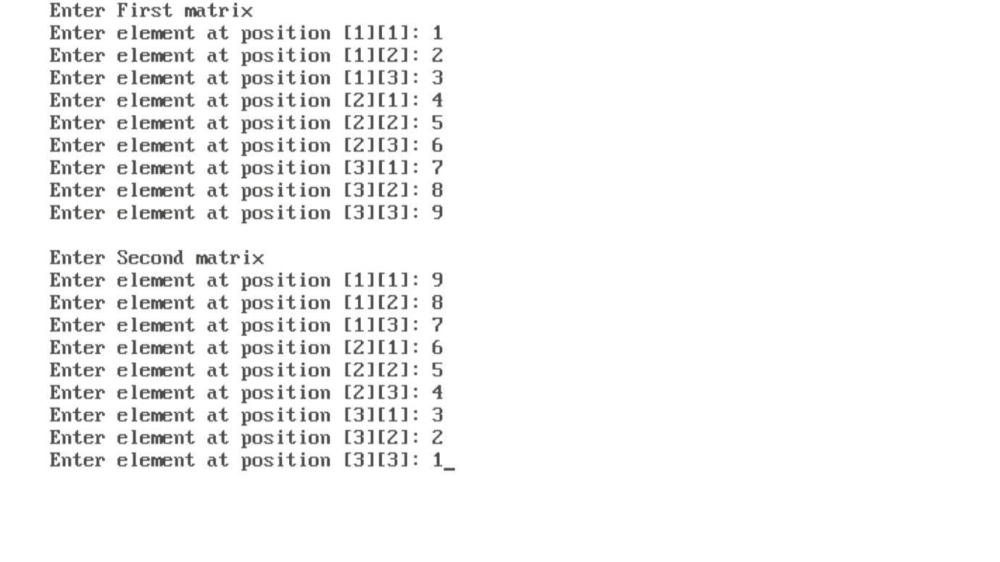 Enter First matrix
Enter element at position [1][1]: 1
Enter element at position [1][2]: 2
Enter element at position [1][3]: 3
Enter element at position [2][1]: 4
Enter element at position [2][2]: 5
Enter element at position [2][3]: 6
Enter element at position [3][1]: 7
Enter element at position [3][2]: 8
Enter element at position [3][3]: 9
Enter Second matrix
Enter element at position [1][1]: 9
Enter element at position [1][2]: 8
Enter element at position [1][3]: 7
Enter element at position [2][1]: 6
Enter element at position [2][2]: 5
Enter element at position [2][3]: 4
Enter element at position [3][1]: 3
Enter element at position [3][2]: 2
Enter element at position [3][3]: 1_